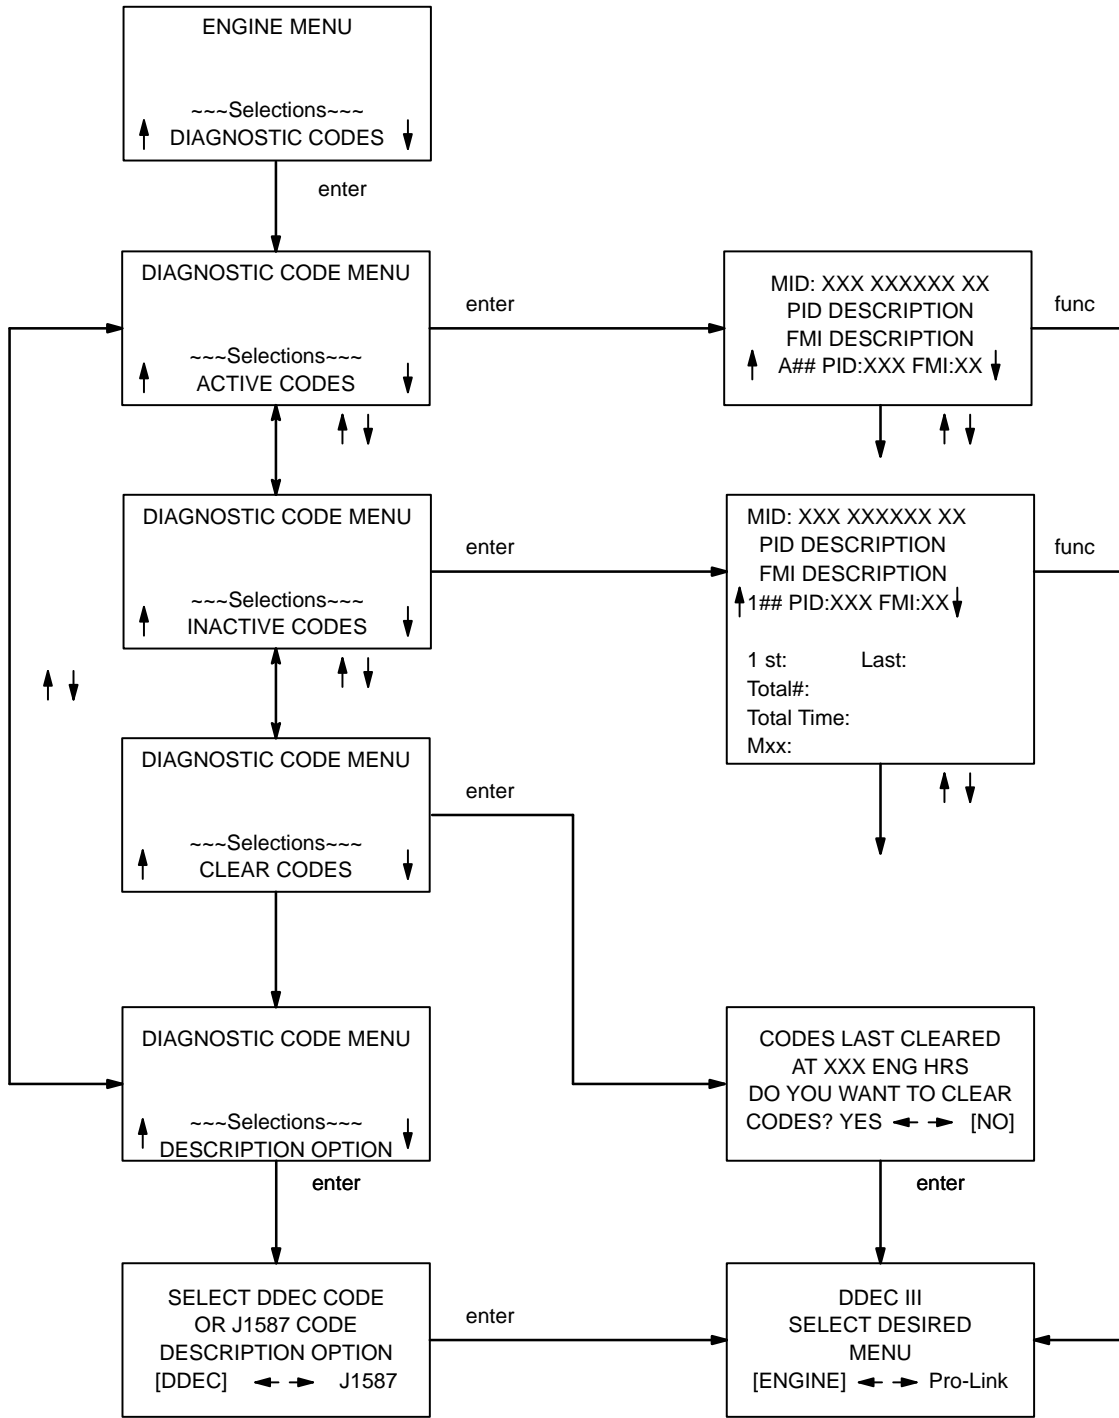 ENGINE MENU
~~~Selections~~~
DIAGNOSTIC CODES
enter
DIAGNOSTIC CODE MENU
~~~Selections~~~
ACTIVE CODES
enter
MID: XXX XXXXXX XX
PID DESCRIPTION
FMI DESCRIPTION
A## PID:XXX FMI:XX
func
DIAGNOSTIC CODE MENU
~~~Selections~~~
INACTIVE CODES
enter
MID: XXX XXXXXX XX
PID DESCRIPTION
FMI DESCRIPTION
1## PID:XXX FMI:XX
1 st: Last:
Total#:
Total Time:
Mxx:
func
DIAGNOSTIC CODE MENU
~~~Selections~~~
CLEAR CODES
enter
DIAGNOSTIC CODE MENU
~~~Selections~~~
DESCRIPTION OPTION
enter
CODES LAST CLEARED
AT XXX ENG HRS
DO YOU WANT TO CLEAR
CODES? YES ◄- -► [NO]
enter
SELECT DDEC CODE
OR J1587 CODE
DESCRIPTION OPTION
[DDEC] ◄- -► J1587
enter
DDEC III
SELECT DESIRED
MENU
[ENGINE] ◄- -► Pro-Link